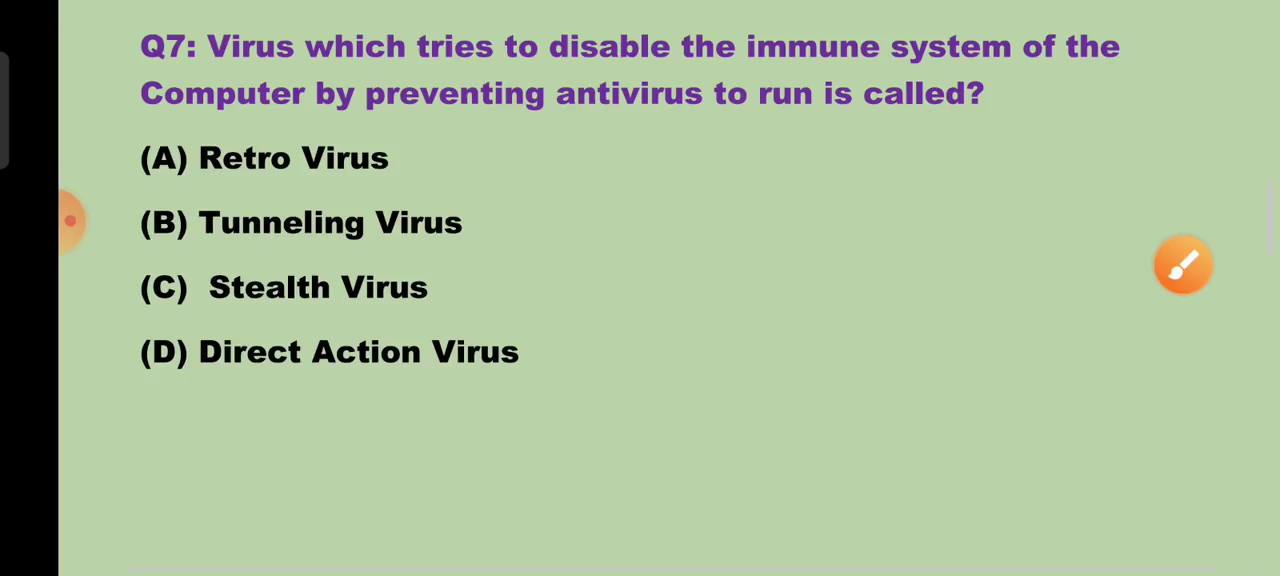 Q7: Virus which tries to disable the immune system of the
Computer by preventing antivirus to run is called?
(A) Retro Virus
(B) Tunneling Virus
(C) Stealth Virus
(D) Direct Action Virus